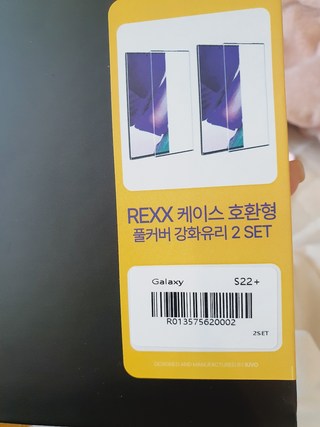 REXX 케이스 호환형
풀커버 강화유리 2 SET
Galaxy S22+
R013575620002
2SET